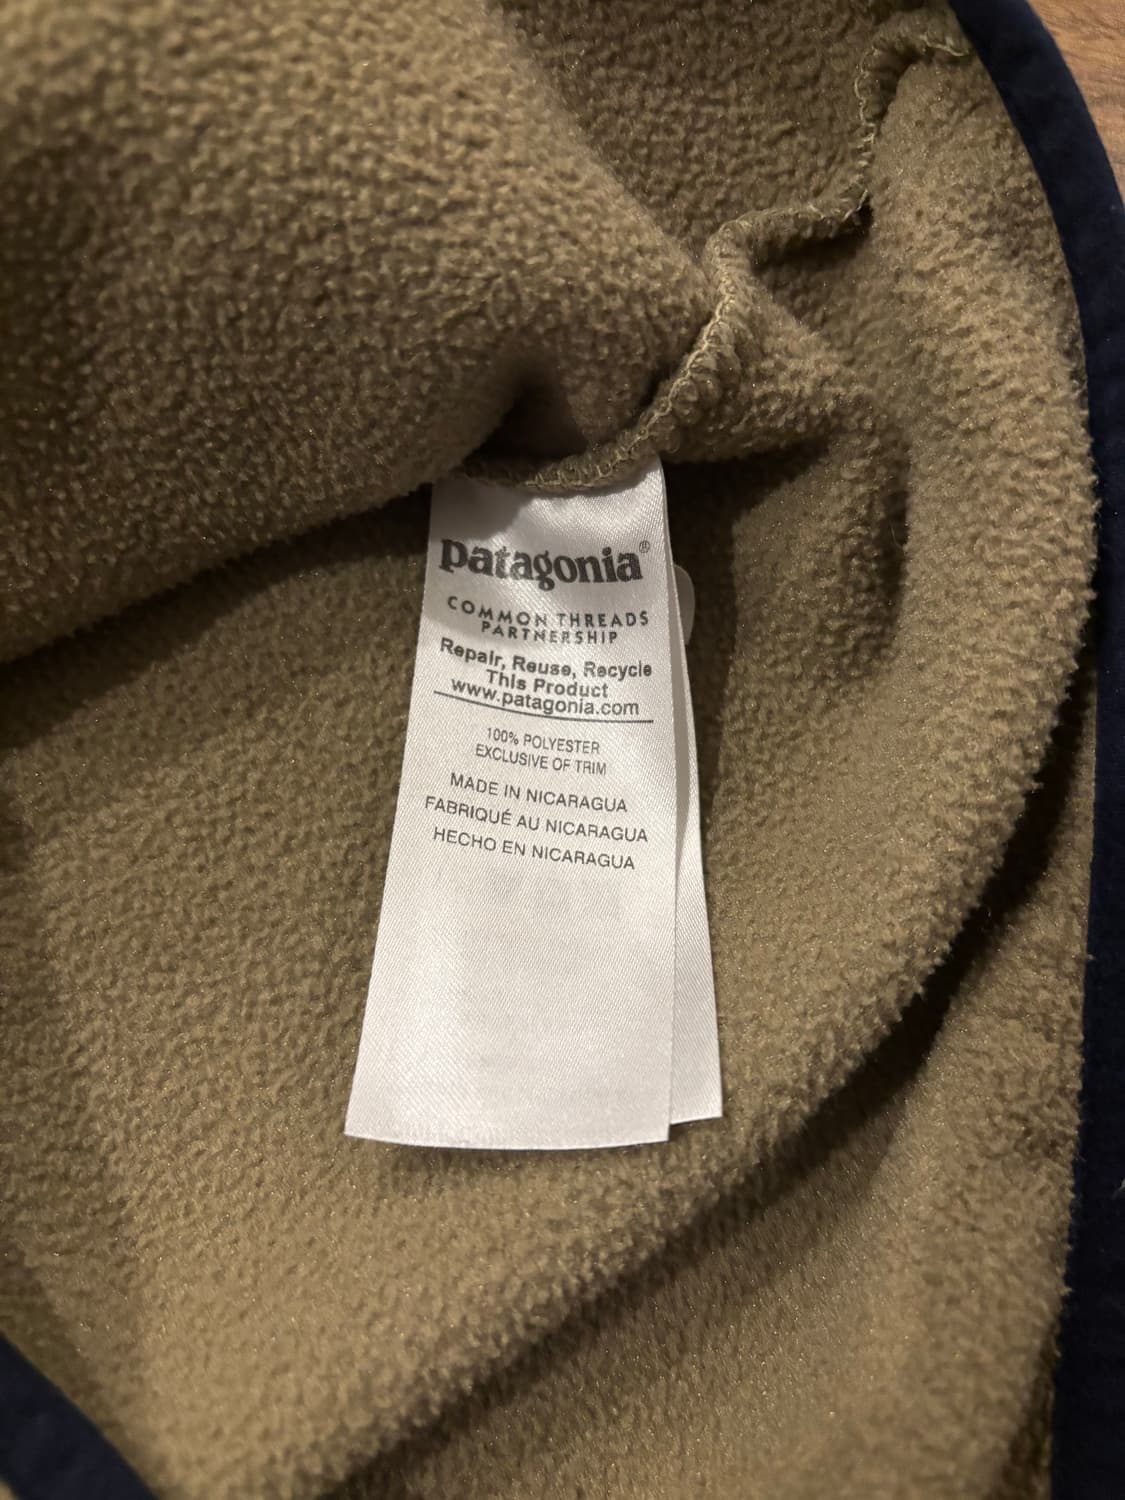 patagonia®
COMMON THREADS
PARTNERSHIP
Repair, Reuse, Recycle
This Product
www.patagonia.com
100% POLYESTER
EXCLUSIVE OF TRIM
MADE IN NICARAGUA
FABRIQUÉ AU NICARAGUA
HECHO EN NICARAGUA